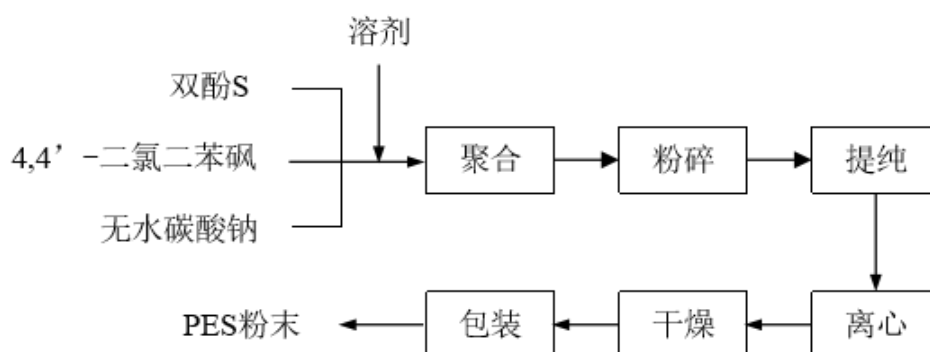 溶剂
双酚S
4,4’-二氯二苯砜
无水碳酸钠
聚合
粉碎
提纯
PES粉末
包装
干燥
离心